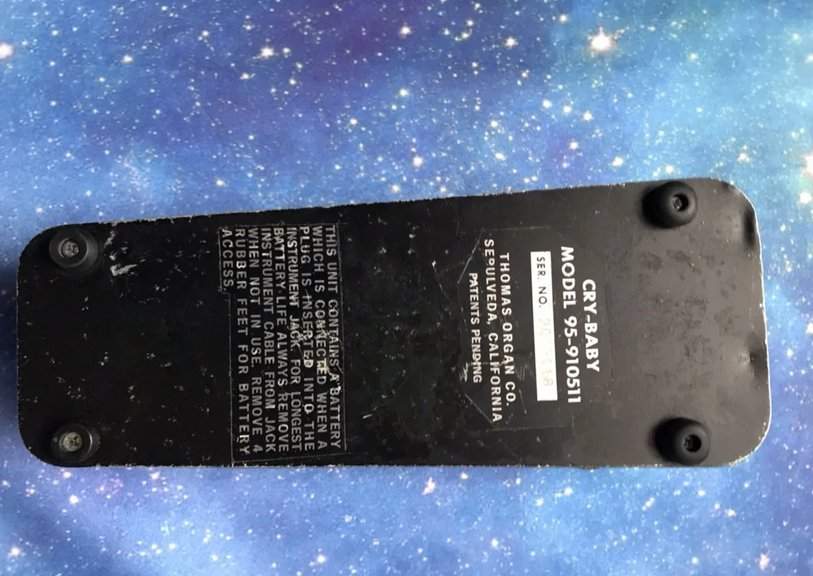 CRY-BABY
MODEL 95-910511
SER. NO.
THOMAS ORGAN CO.
SEPULVEDA, CALIFORNIA
PATENTS PENDING
THIS UNIT CONTAINS A BATTERY
WHICH IS CONNECTED WHEN A
PLUG IS INSERTED INTO THE
INSTRUMENT JACK. FOR LONGEST
BATTERY LIFE ALWAYS REMOVE
INSTRUMENT CABLE FROM JACK
WHEN NOT IN USE. REMOVE 4
RUBBER FEET FOR BATTERY
ACCESS.